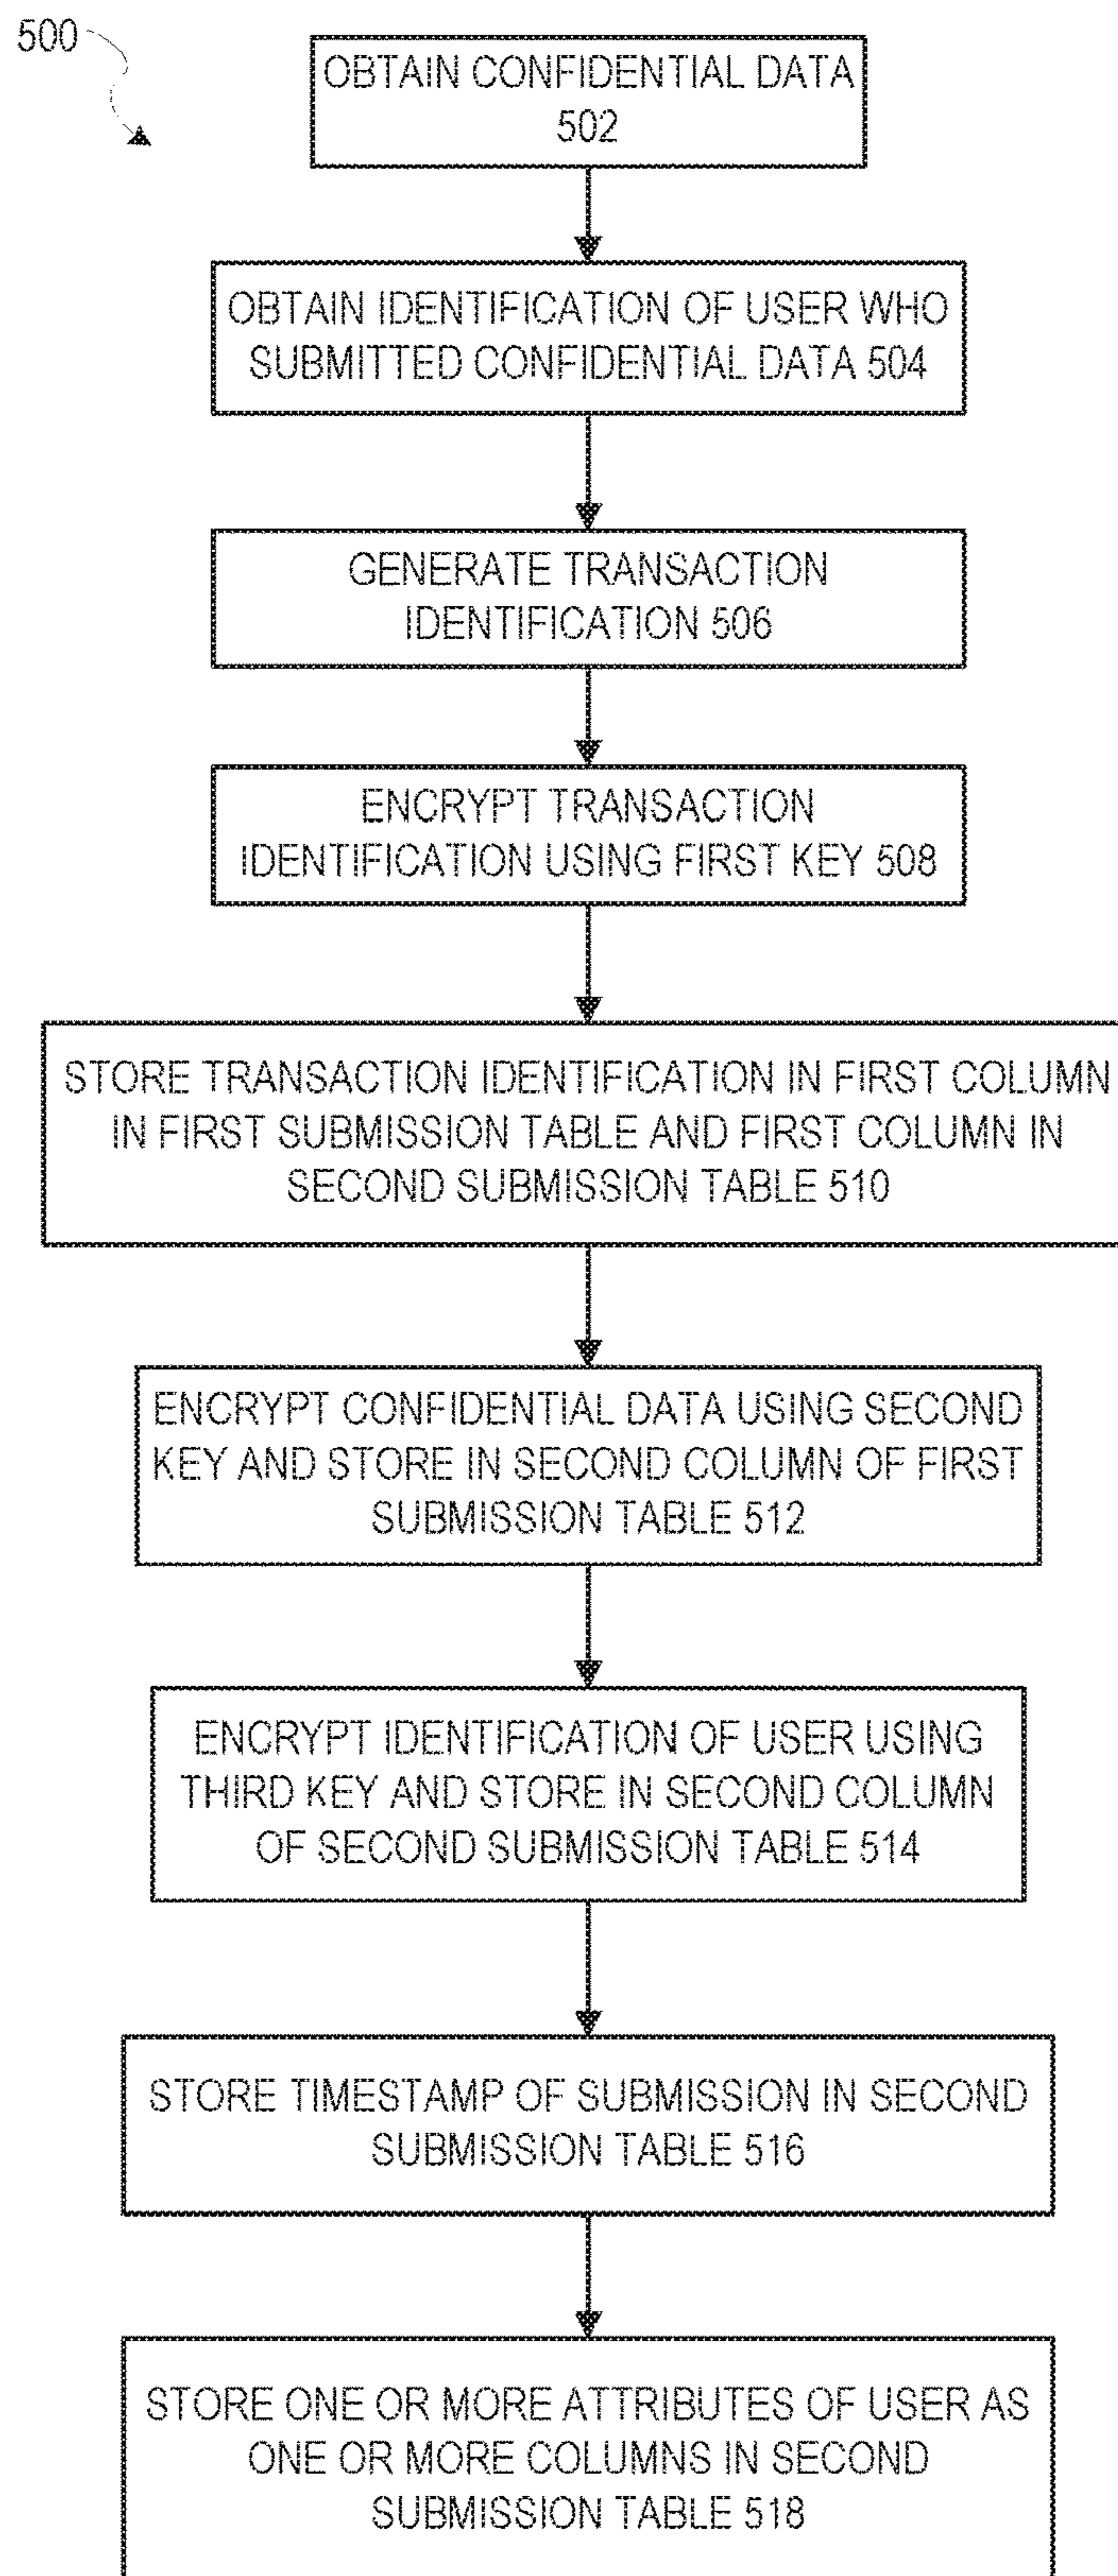 500
OBTAIN CONFIDENTIAL DATA
502
OBTAIN IDENTIFICATION OF USER WHO
SUBMITTED CONFIDENTIAL DATA 504
GENERATE TRANSACTION
IDENTIFICATION 506
ENCRYPT TRANSACTION
IDENTIFICATION USING FIRST KEY 508
STORE TRANSACTION IDENTIFICATION IN FIRST COLUMN
IN FIRST SUBMISSION TABLE AND FIRST COLUMN IN
SECOND SUBMISSION TABLE 510
ENCRYPT CONFIDENTIAL DATA USING SECOND
KEY AND STORE IN SECOND COLUMN OF FIRST
SUBMISSION TABLE 512
ENCRYPT IDENTIFICATION OF USER USING
THIRD KEY AND STORE IN SECOND COLUMN
OF SECOND SUBMISSION TABLE 514
STORE TIMESTAMP OF SUBMISSION IN SECOND
SUBMISSION TABLE 516
STORE ONE OR MORE ATTRIBUTES OF USER AS
ONE OR MORE COLUMNS IN SECOND
SUBMISSION TABLE 518